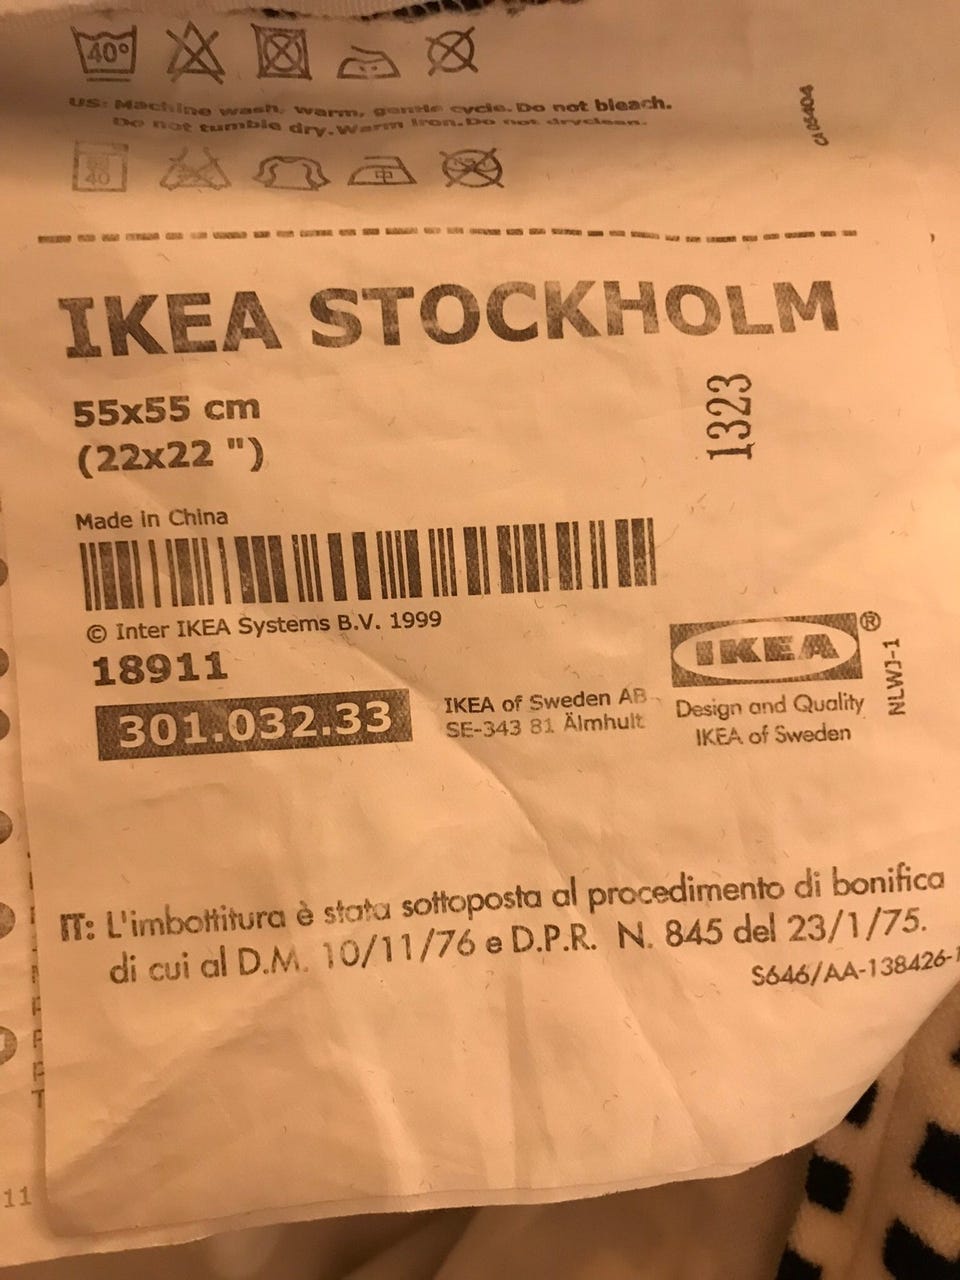 40°
US: Machine wash, warm, gentle cycle. Do not bleach.
Do not tumble dry. Warm iron. Do not dryclean.
CA 05404
40
中
IKEA STOCKHOLM
55x55 cm
(22x22 ")
1323
Made in China
© Inter IKEA Systems B.V. 1999
18911
301.032.33
IKEA of Sweden AB
SE-343 81 Älmhult
IKEA®
Design and Quality
IKEA of Sweden
NLWJ-1
IT: L'imbottitura è stata sottoposta al procedimento di bonifica
di cui al D.M. 10/11/76 e D.P.R. N. 845 del 23/1/75.
S646/AA-138426-1
11